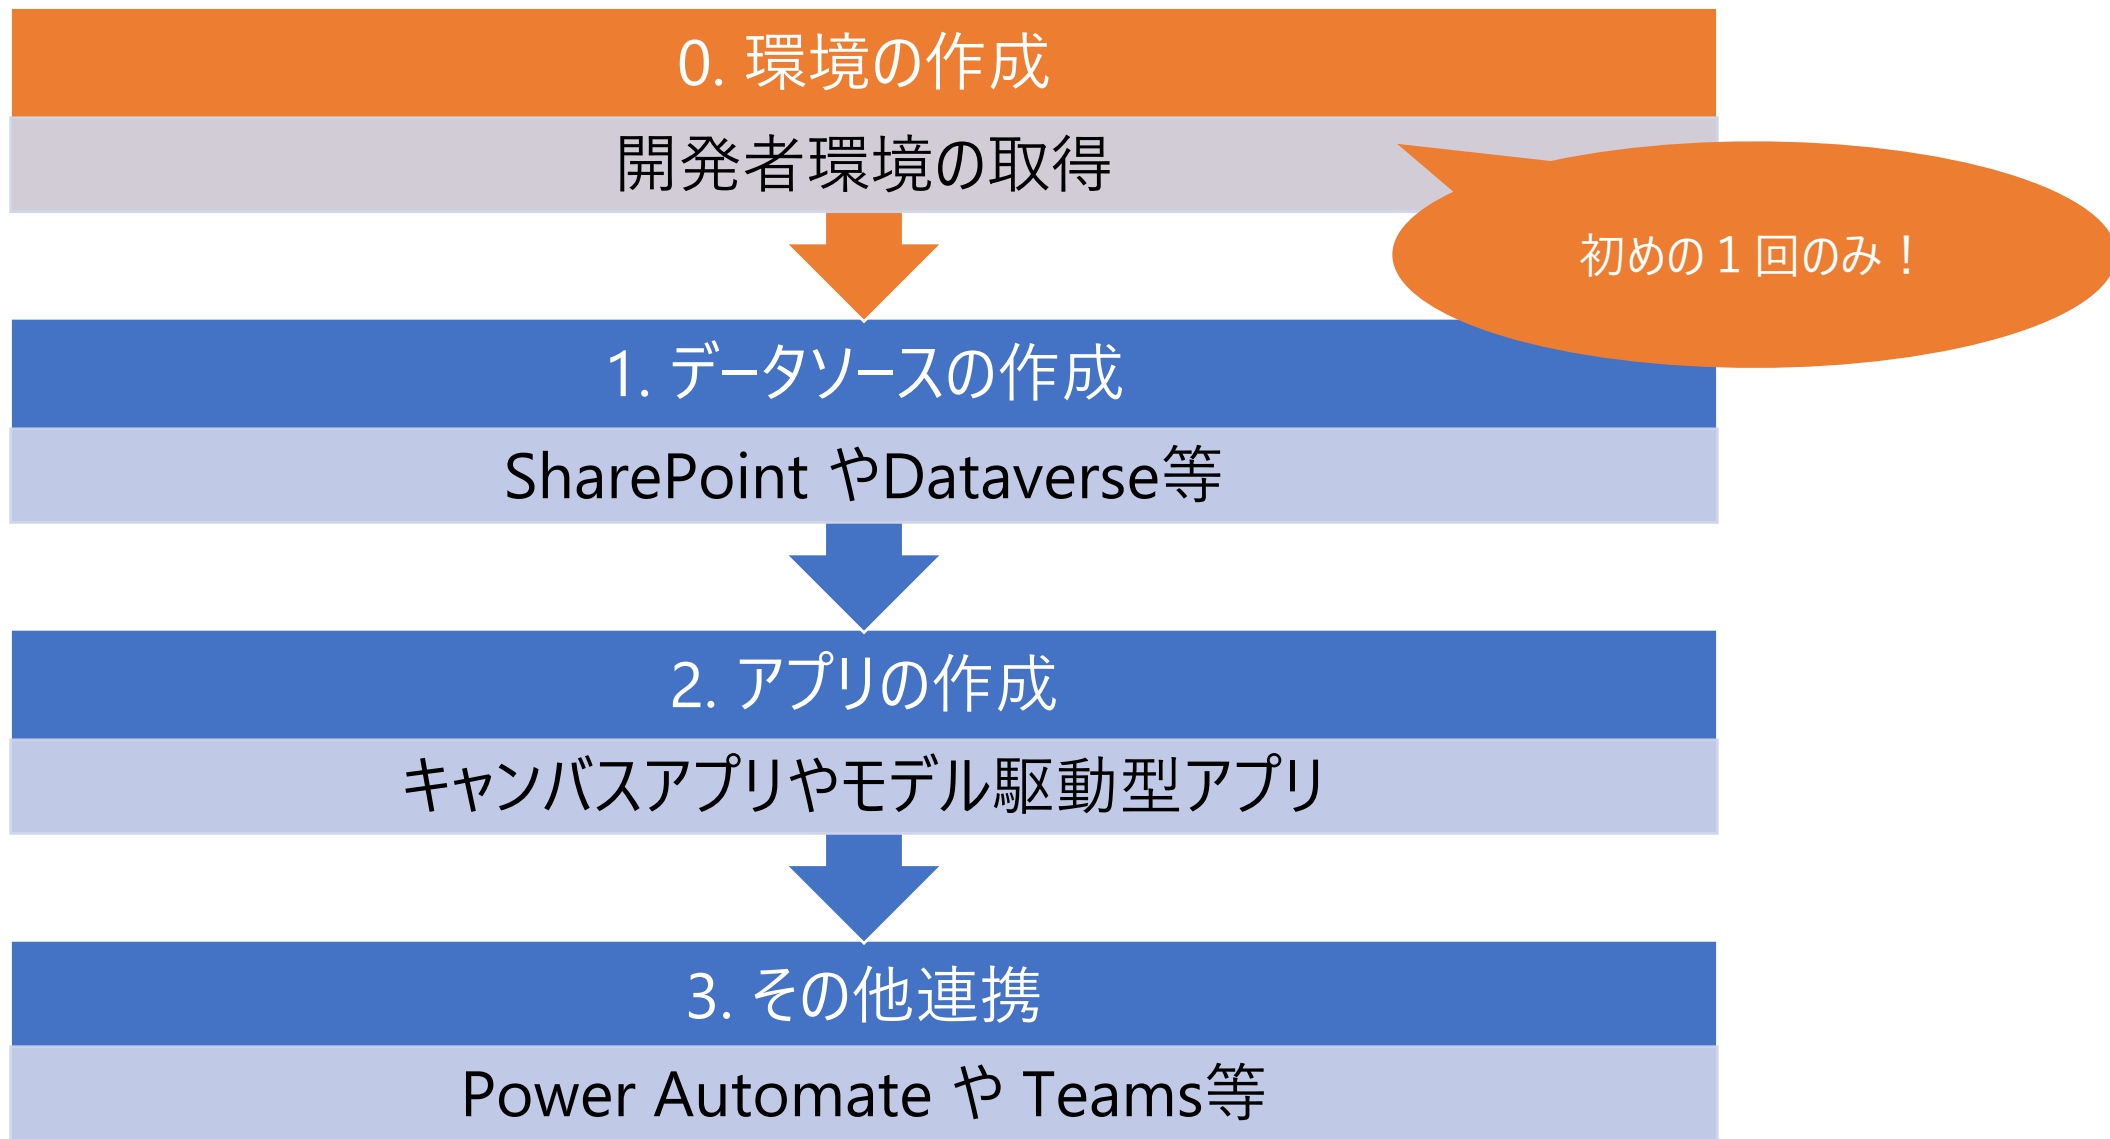 0. 環境の作成
開発者環境の取得
初めの１回のみ！
1. データソースの作成
SharePoint やDataverse等
2. アプリの作成
キャンバスアプリやモデル駆動型アプリ
3. その他連携
Power Automate や Teams等